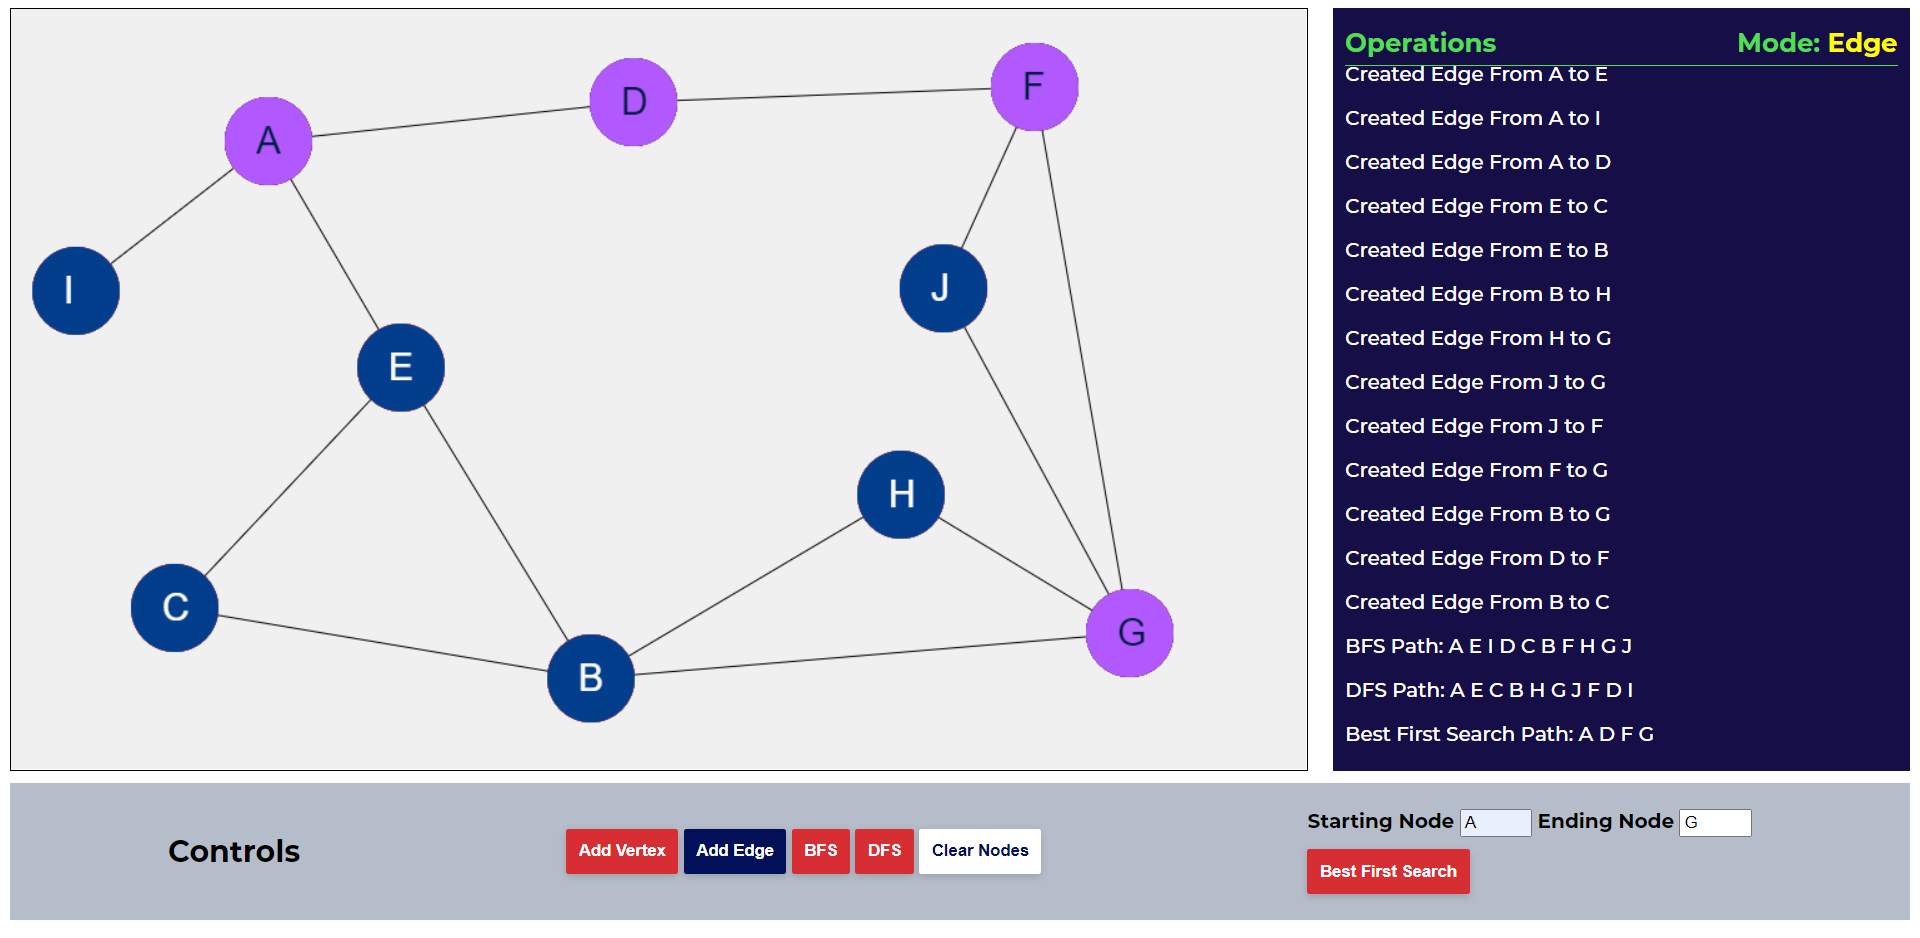 A
D
F
I
J
E
H
C
B
G
Operations
Mode: Edge
Created Edge From A to E
Created Edge From A to I
Created Edge From A to D
Created Edge From E to C
Created Edge From E to B
Created Edge From B to H
Created Edge From H to G
Created Edge From J to G
Created Edge From J to F
Created Edge From F to G
Created Edge From B to G
Created Edge From D to F
Created Edge From B to C
BFS Path: A E I D C B F H G J
DFS Path: A E C B H G J F D I
Best First Search Path: A D F G
Controls
Add Vertex
Add Edge
BFS
DFS
Clear Nodes
Starting Node A Ending Node G
Best First Search